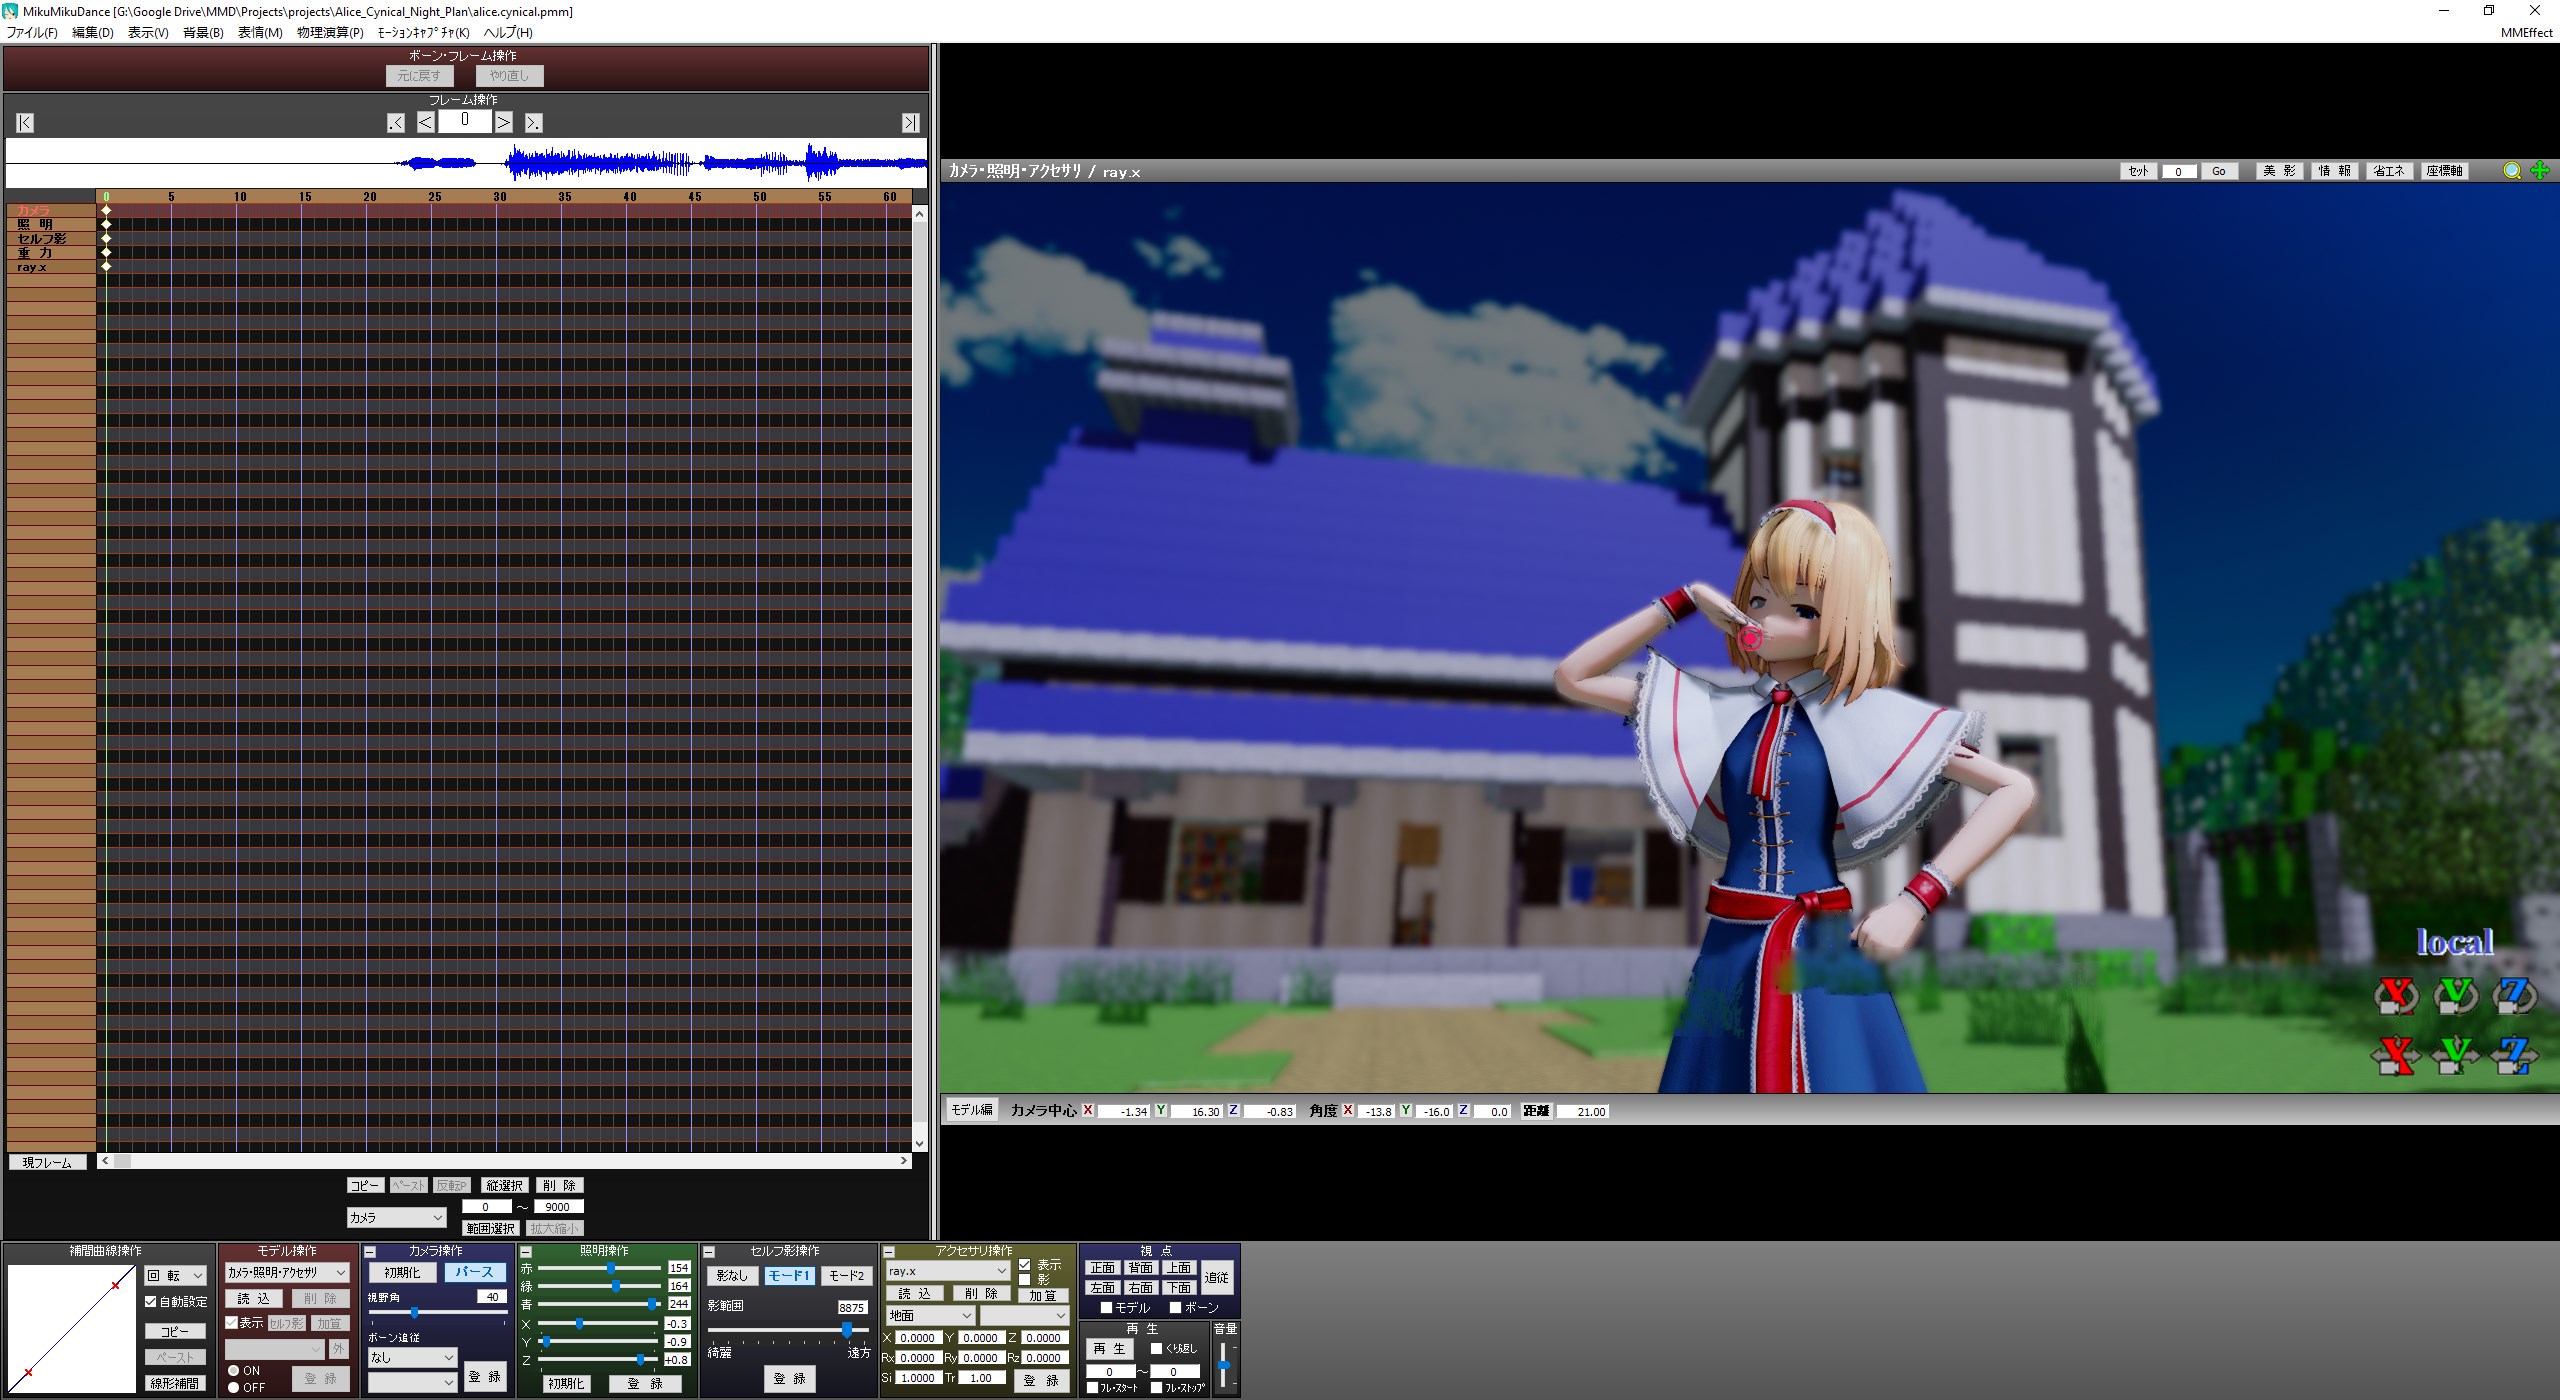 MikuMikuDance [G:\Google Drive\MMD\Projects\projects\Alice_Cynical_Night_Plan\alice.cynical.pmm]
ファイル(F) 編集(D) 表示(V) 背景(B) 表情(M) 物理演算(P) モーションキャプチャ(K) ヘルプ(H)
MMEffect
ボーン・フレーム操作
元に戻す やり直し
フレーム操作
|< .< < 0 > >. >|
0 5 10 15 20 25 30 35 40 45 50 55 60
カメラ
照 明
セルフ影
重 力
ray.x
現フレーム
コピー ペースト 反転P 縦選択 削 除
カメラ
0 ～ 9000
範囲選択 拡大縮小
カメラ・照明・アクセサリ / ray.x
セット 0 Go 美 影 情 報 省エネ 座標軸
local
X Y Z
X Y Z
モデル編 カメラ中心 X -1.34 Y 16.30 Z -0.83 角度 X -13.8 Y -16.0 Z 0.0 距離 21.00
補間曲線操作
回 転
自動設定
コピー
ペースト
線形補間
モデル操作
カメラ・照明・アクセサリ
読 込 削 除
表示 セルフ影 加算
外
ON
OFF
登 録
カメラ操作
初期化 パース
視野角 40
ボーン追従
なし
登 録
照明操作
赤 154
緑 164
青 244
X -0.3
Y -0.9
Z +0.8
初期化 登 録
セルフ影操作
影なし モード1 モード2
影範囲 8875
綺麗 遠方
登 録
アクセサリ操作
ray.x
表示
影
読 込 削 除 加算
地面
X 0.0000 Y 0.0000 Z 0.0000
Rx 0.0000 Ry 0.0000 Rz 0.0000
Si 1.0000 Tr 1.00 登 録
視 点
正面 背面 上面
左面 右面 下面
追従
モデル ボーン
再 生
再 生 くり返し
0 ～ 0
フレ・スタート フレ・ストップ
音量